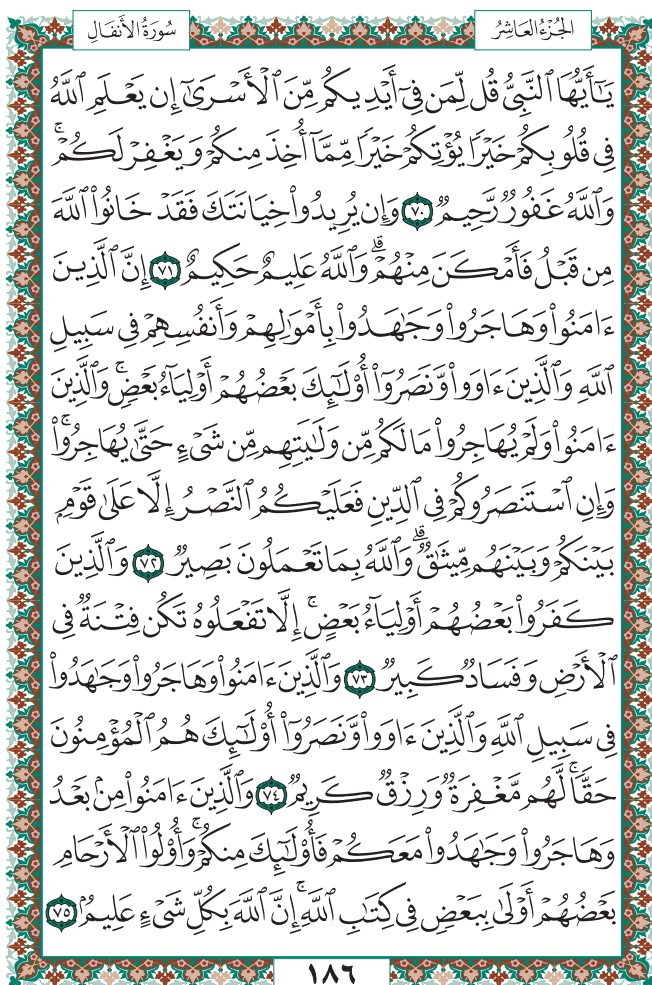 سُورَةُ الأَنفَالِ
الجُزْءُ العَاشِرُ
يَـٰٓأَيُّهَا ٱلنَّبِيُّ قُل لِّمَن فِيٓ أَيْدِيكُم مِّنَ ٱلْأَسْرَىٰٓ إِن يَعْلَمِ ٱللَّهُ
فِي قُلُوبِكُمْ خَيْرًا يُؤْتِكُمْ خَيْرًا مِّمَّآ أُخِذَ مِنكُمْ وَيَغْفِرْ لَكُمْۚ
وَٱللَّهُ غَفُورٌ رَّحِيمٌ ٧٠ وَإِن يُرِيدُوا۟ خِيَانَتَكَ فَقَدْ خَانُوا۟ ٱللَّهَ
مِن قَبْلُ فَأَمْكَنَ مِنْهُمْۗ وَٱللَّهُ عَلِيمٌ حَكِيمٌ ٧١ إِنَّ ٱلَّذِينَ
ءَامَنُوا۟ وَهَاجَرُوا۟ وَجَـٰهَدُوا۟ بِأَمْوَٰلِهِمْ وَأَنفُسِهِمْ فِي سَبِيلِ
ٱللَّهِ وَٱلَّذِينَ ءَاوَوا۟ وَّنَصَرُوٓا۟ أُو۟لَـٰٓئِكَ بَعْضُهُمْ أَوْلِيَآءُ بَعْضٍۚ وَٱلَّذِينَ
ءَامَنُوا۟ وَلَمْ يُهَاجِرُوا۟ مَا لَكُم مِّن وَلَـٰيَتِهِم مِّن شَيْءٍ حَتَّىٰ يُهَاجِرُوا۟ۚ
وَإِنِ ٱسْتَنصَرُوكُمْ فِي ٱلدِّينِ فَعَلَيْكُمُ ٱلنَّصْرُ إِلَّا عَلَىٰ قَوْمٍۭ
بَيْنَكُمْ وَبَيْنَهُم مِّيثَـٰقٌۗ وَٱللَّهُ بِمَا تَعْمَلُونَ بَصِيرٌ ٧٢ وَٱلَّذِينَ
كَفَرُوا۟ بَعْضُهُمْ أَوْلِيَآءُ بَعْضٍۚ إِلَّا تَفْعَلُوهُ تَكُن فِتْنَةٌ فِي
ٱلْأَرْضِ وَفَسَادٌ كَبِيرٌ ٧٣ وَٱلَّذِينَ ءَامَنُوا۟ وَهَاجَرُوا۟ وَجَـٰهَدُوا۟
فِي سَبِيلِ ٱللَّهِ وَٱلَّذِينَ ءَاوَوا۟ وَّنَصَرُوٓا۟ أُو۟لَـٰٓئِكَ هُمُ ٱلْمُؤْمِنُونَ
حَقًّاۚ لَّهُم مَّغْفِرَةٌ وَرِزْقٌ كَرِيمٌ ٧٤ وَٱلَّذِينَ ءَامَنُوا۟ مِنۢ بَعْدُ
وَهَاجَرُوا۟ وَجَـٰهَدُوا۟ مَعَكُمْ فَأُو۟لَـٰٓئِكَ مِنكُمْۚ وَأُو۟لُوا۟ ٱلْأَرْحَامِ
بَعْضُهُمْ أَوْلَىٰ بِبَعْضٍ فِي كِتَـٰبِ ٱللَّهِۚ إِنَّ ٱللَّهَ بِكُلِّ شَيْءٍ عَلِيمٌۢ ٧٥
١٨٦